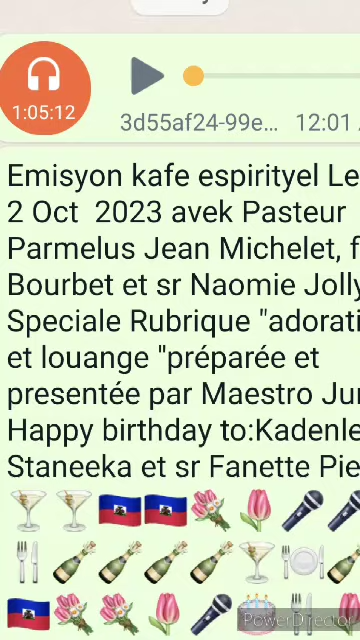 1:05:12
3d55af24-99e... 12:01
Emisyon kafe espirityel Le
2 Oct 2023 avek Pasteur
Parmelus Jean Michelet, f
Bourbet et sr Naomie Jolly
Speciale Rubrique "adorati
et louange "préparée et
presentée par Maestro Jur
Happy birthday to:Kadenle
Staneeka et sr Fanette Pie
PowerDirector